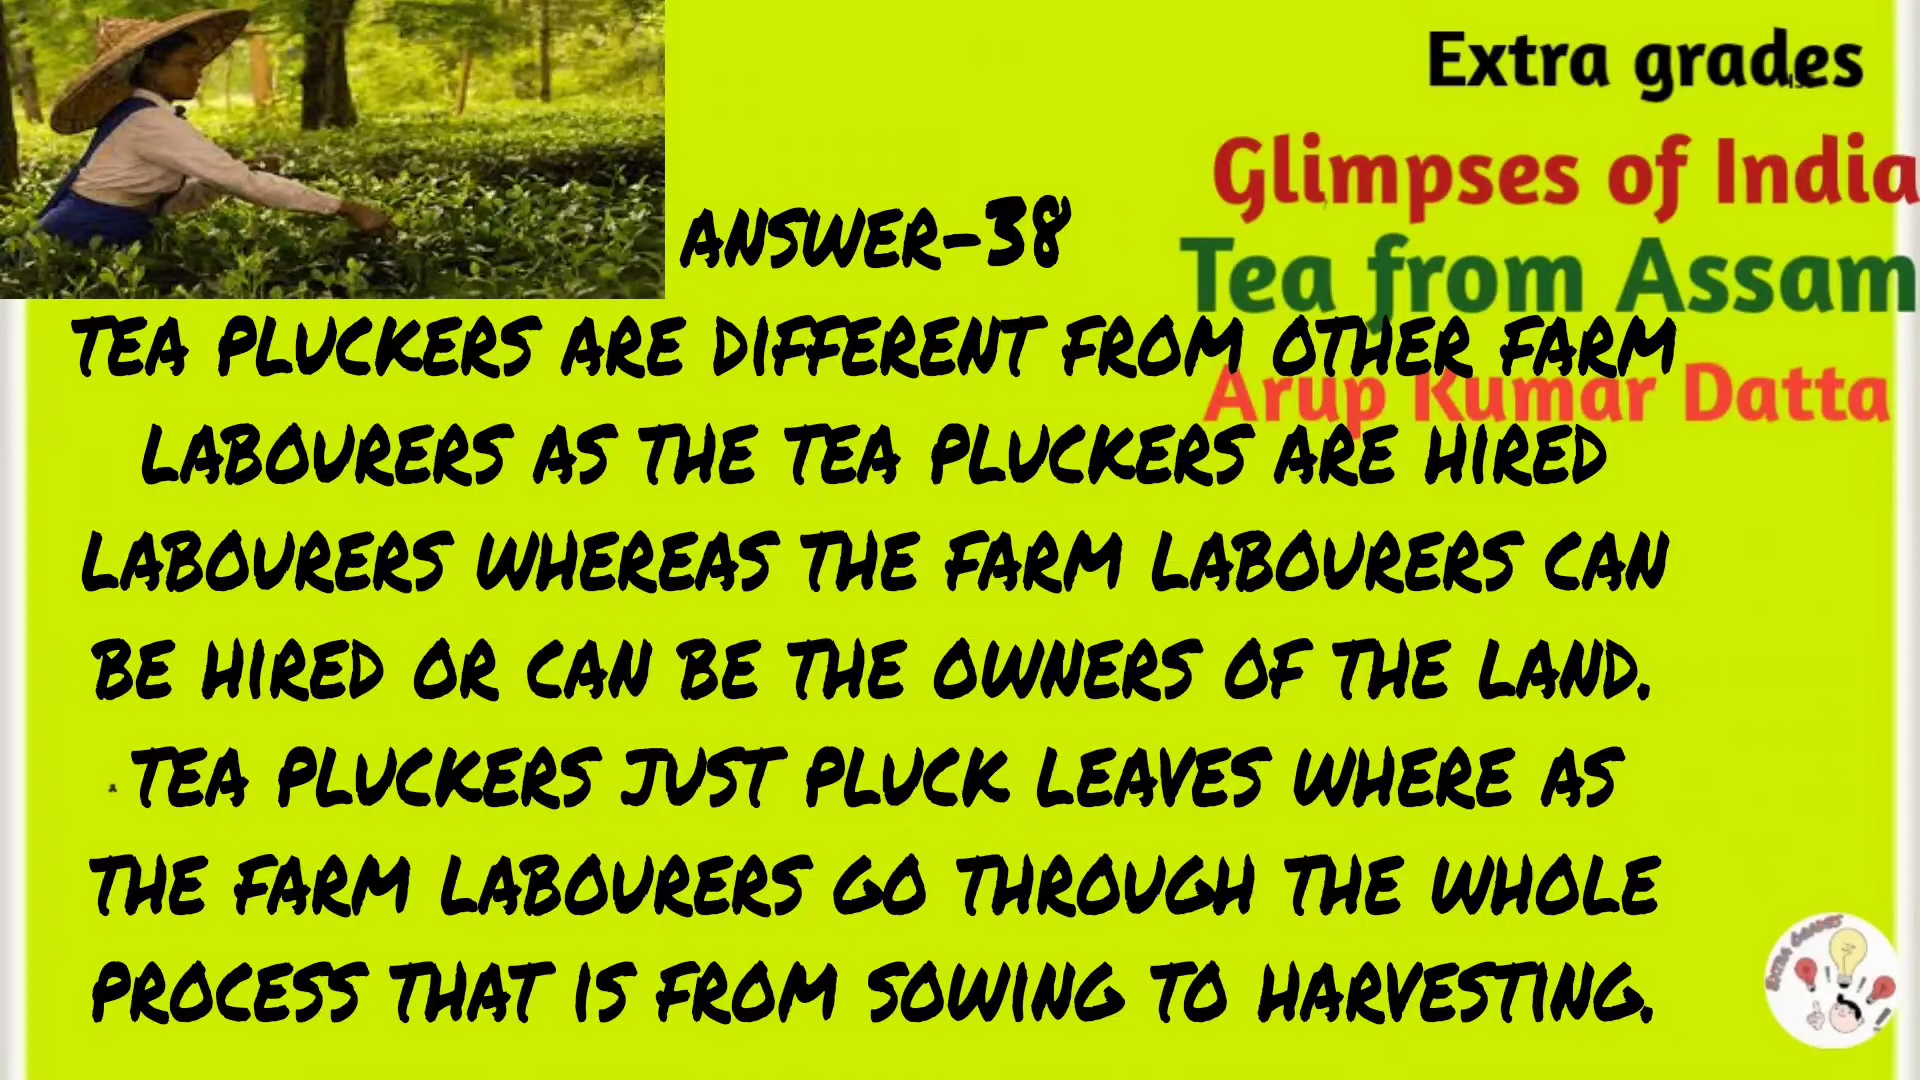 Extra grades
Glimpses of India
Tea from Assam
Arup Kumar Datta
ANSWER-38
TEA PLUCKERS ARE DIFFERENT FROM OTHER FARM
LABOURERS AS THE TEA PLUCKERS ARE HIRED
LABOURERS WHEREAS THE FARM LABOURERS CAN
BE HIRED OR CAN BE THE OWNERS OF THE LAND.
TEA PLUCKERS JUST PLUCK LEAVES WHERE AS
THE FARM LABOURERS GO THROUGH THE WHOLE
PROCESS THAT IS FROM SOWING TO HARVESTING.
EXTRA GRADES